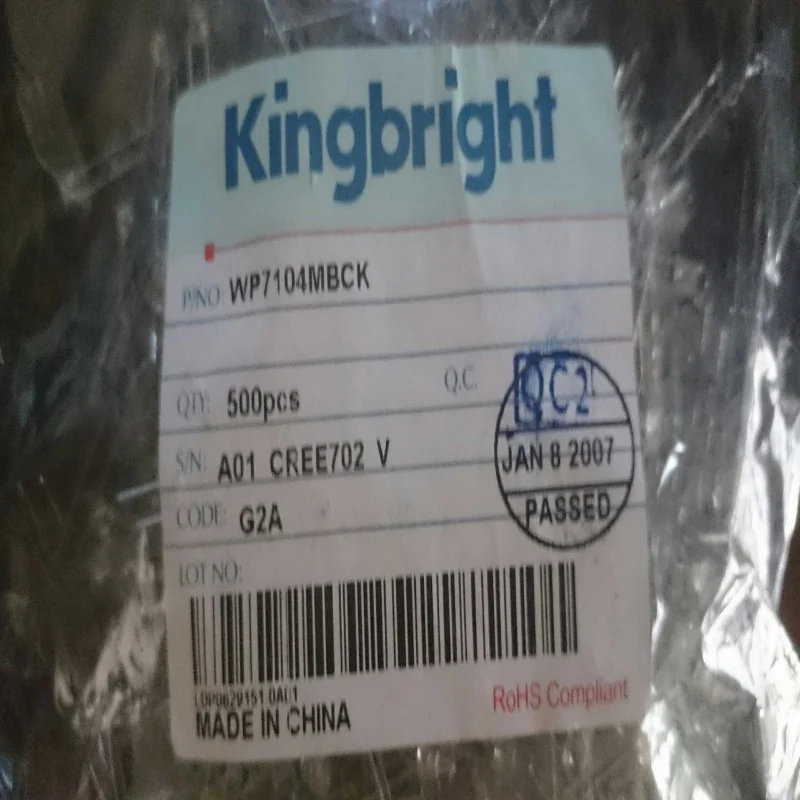 Kingbright
P/NO: WP7104MBCK
QTY: 500pcs
Q.C.
QC2
S/N: A01 CREE702 V
JAN 8 2007
CODE: G2A
PASSED
LOT NO:
RoHS Compliant
MADE IN CHINA